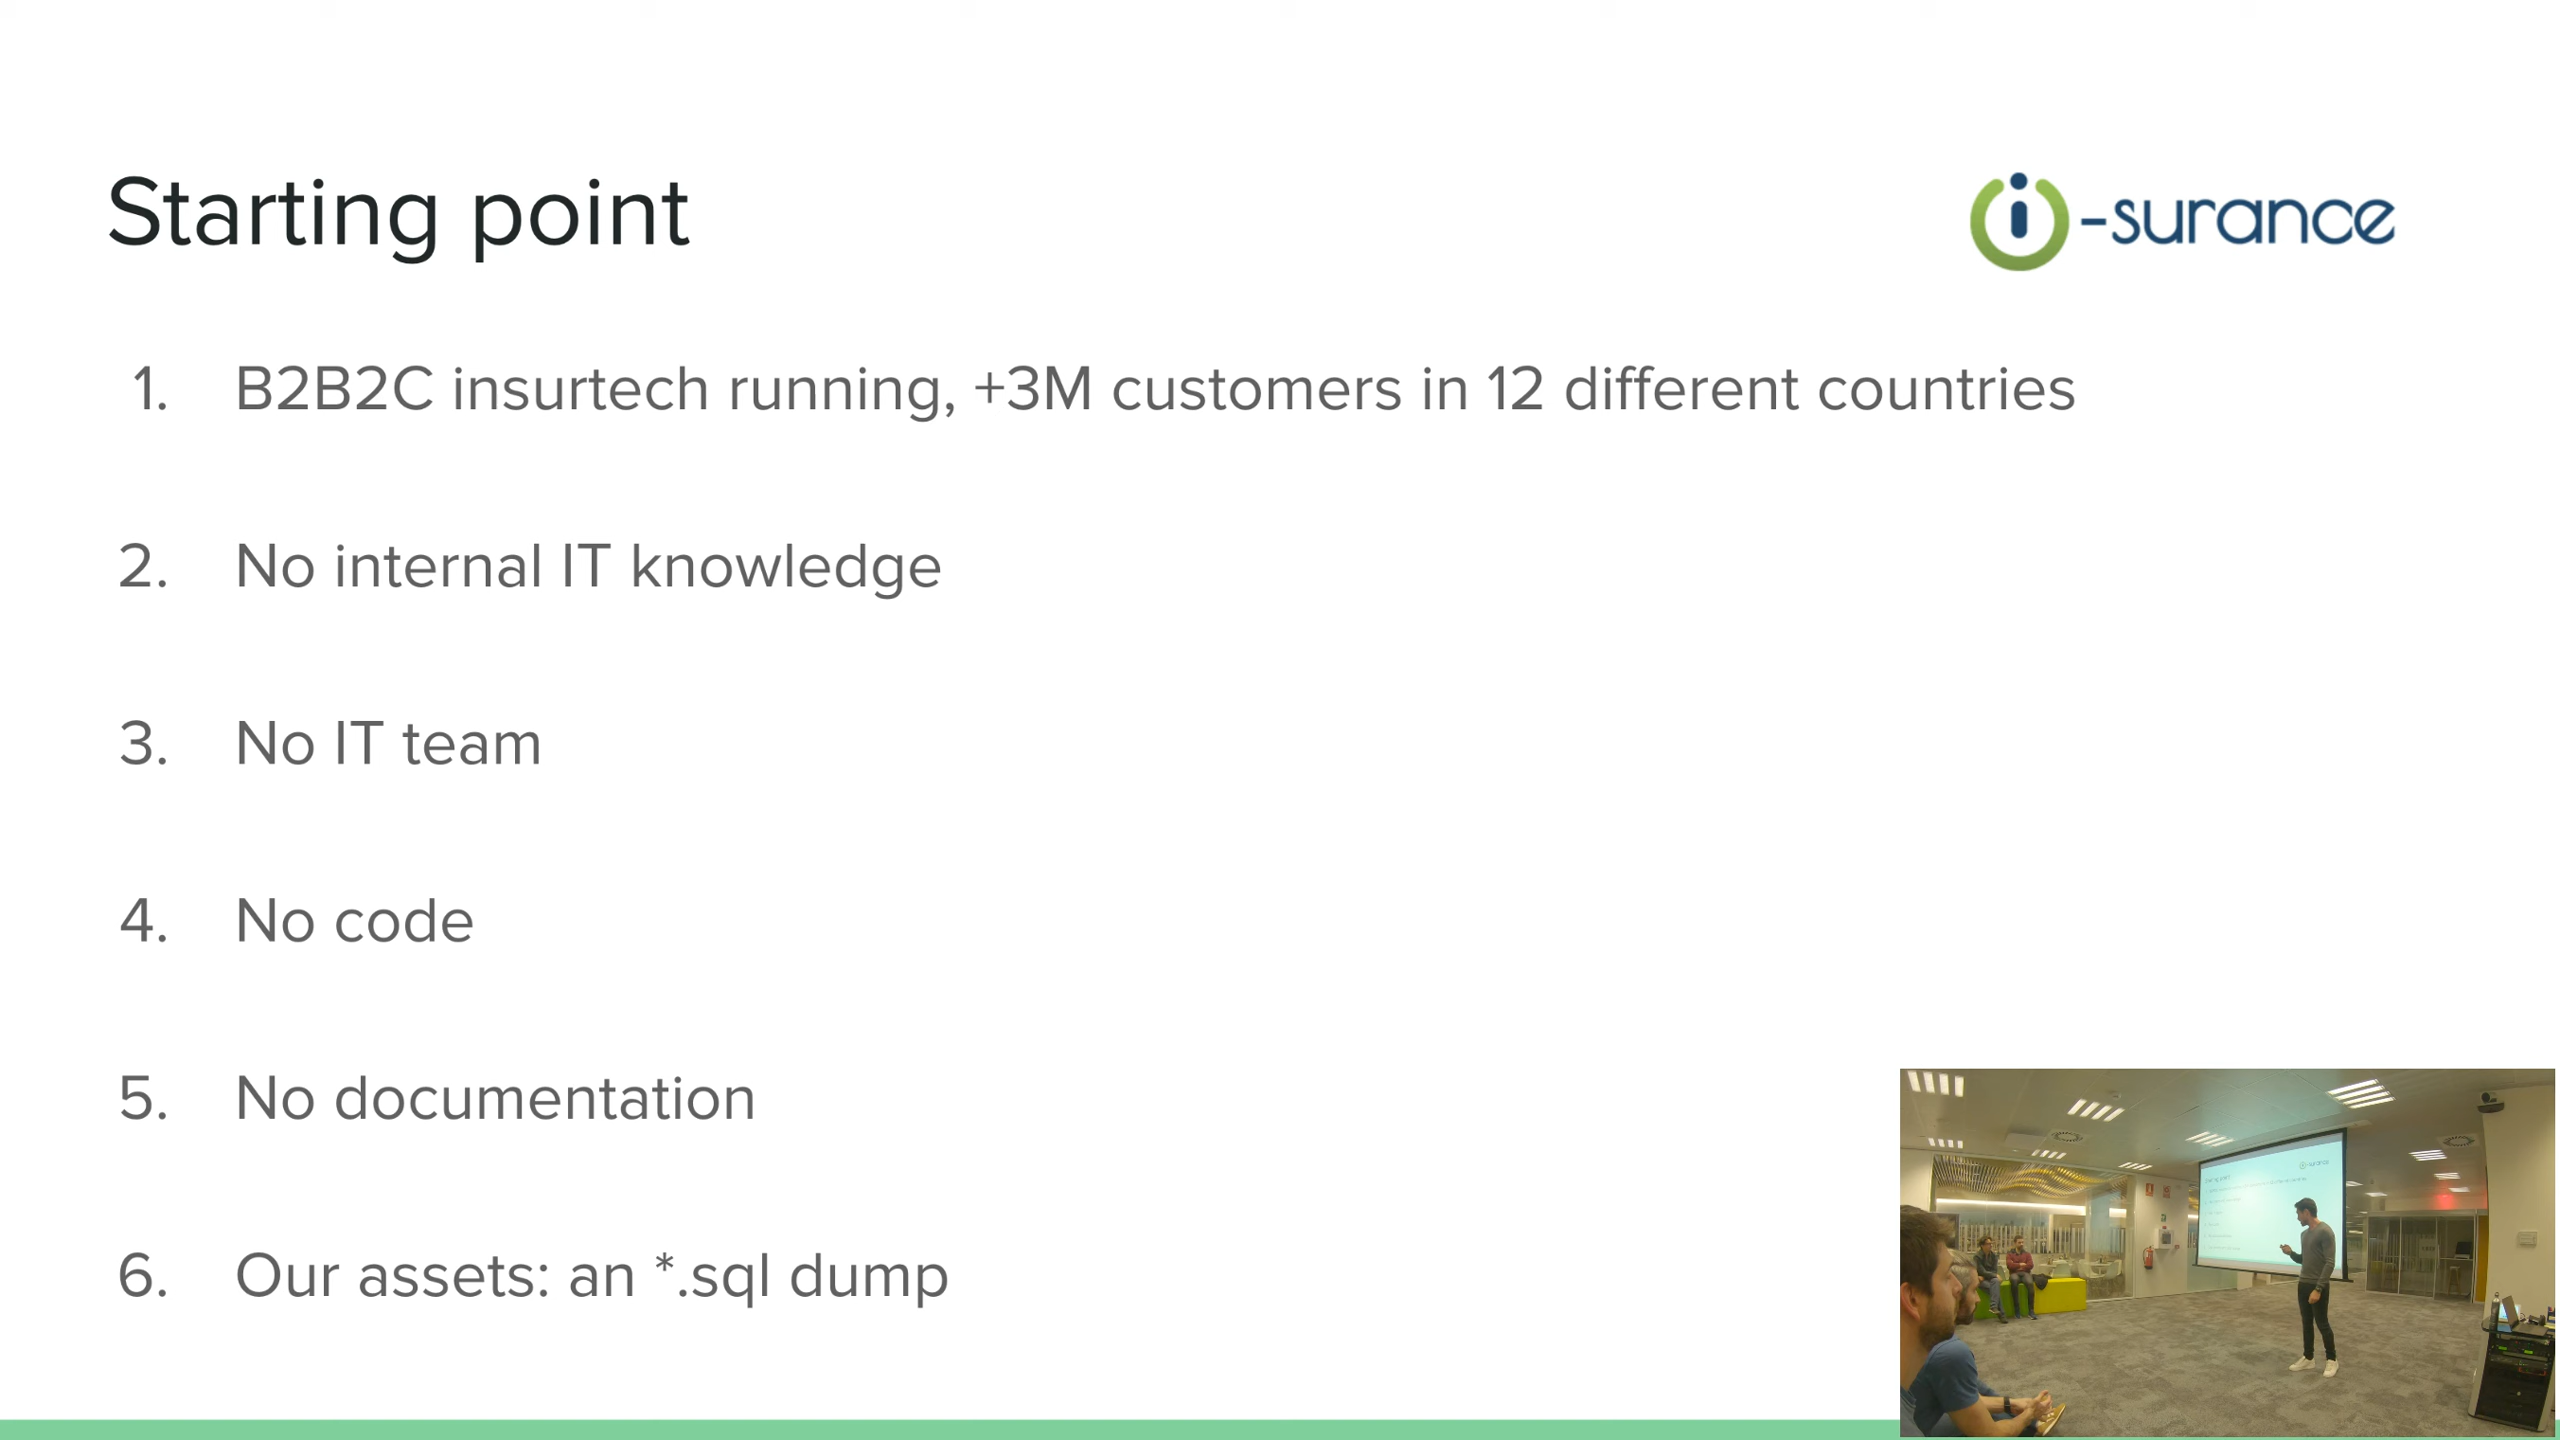 Starting point
i-surance
1. B2B2C insurtech running, +3M customers in 12 different countries
2. No internal IT knowledge
3. No IT team
4. No code
5. No documentation
6. Our assets: an *.sql dump